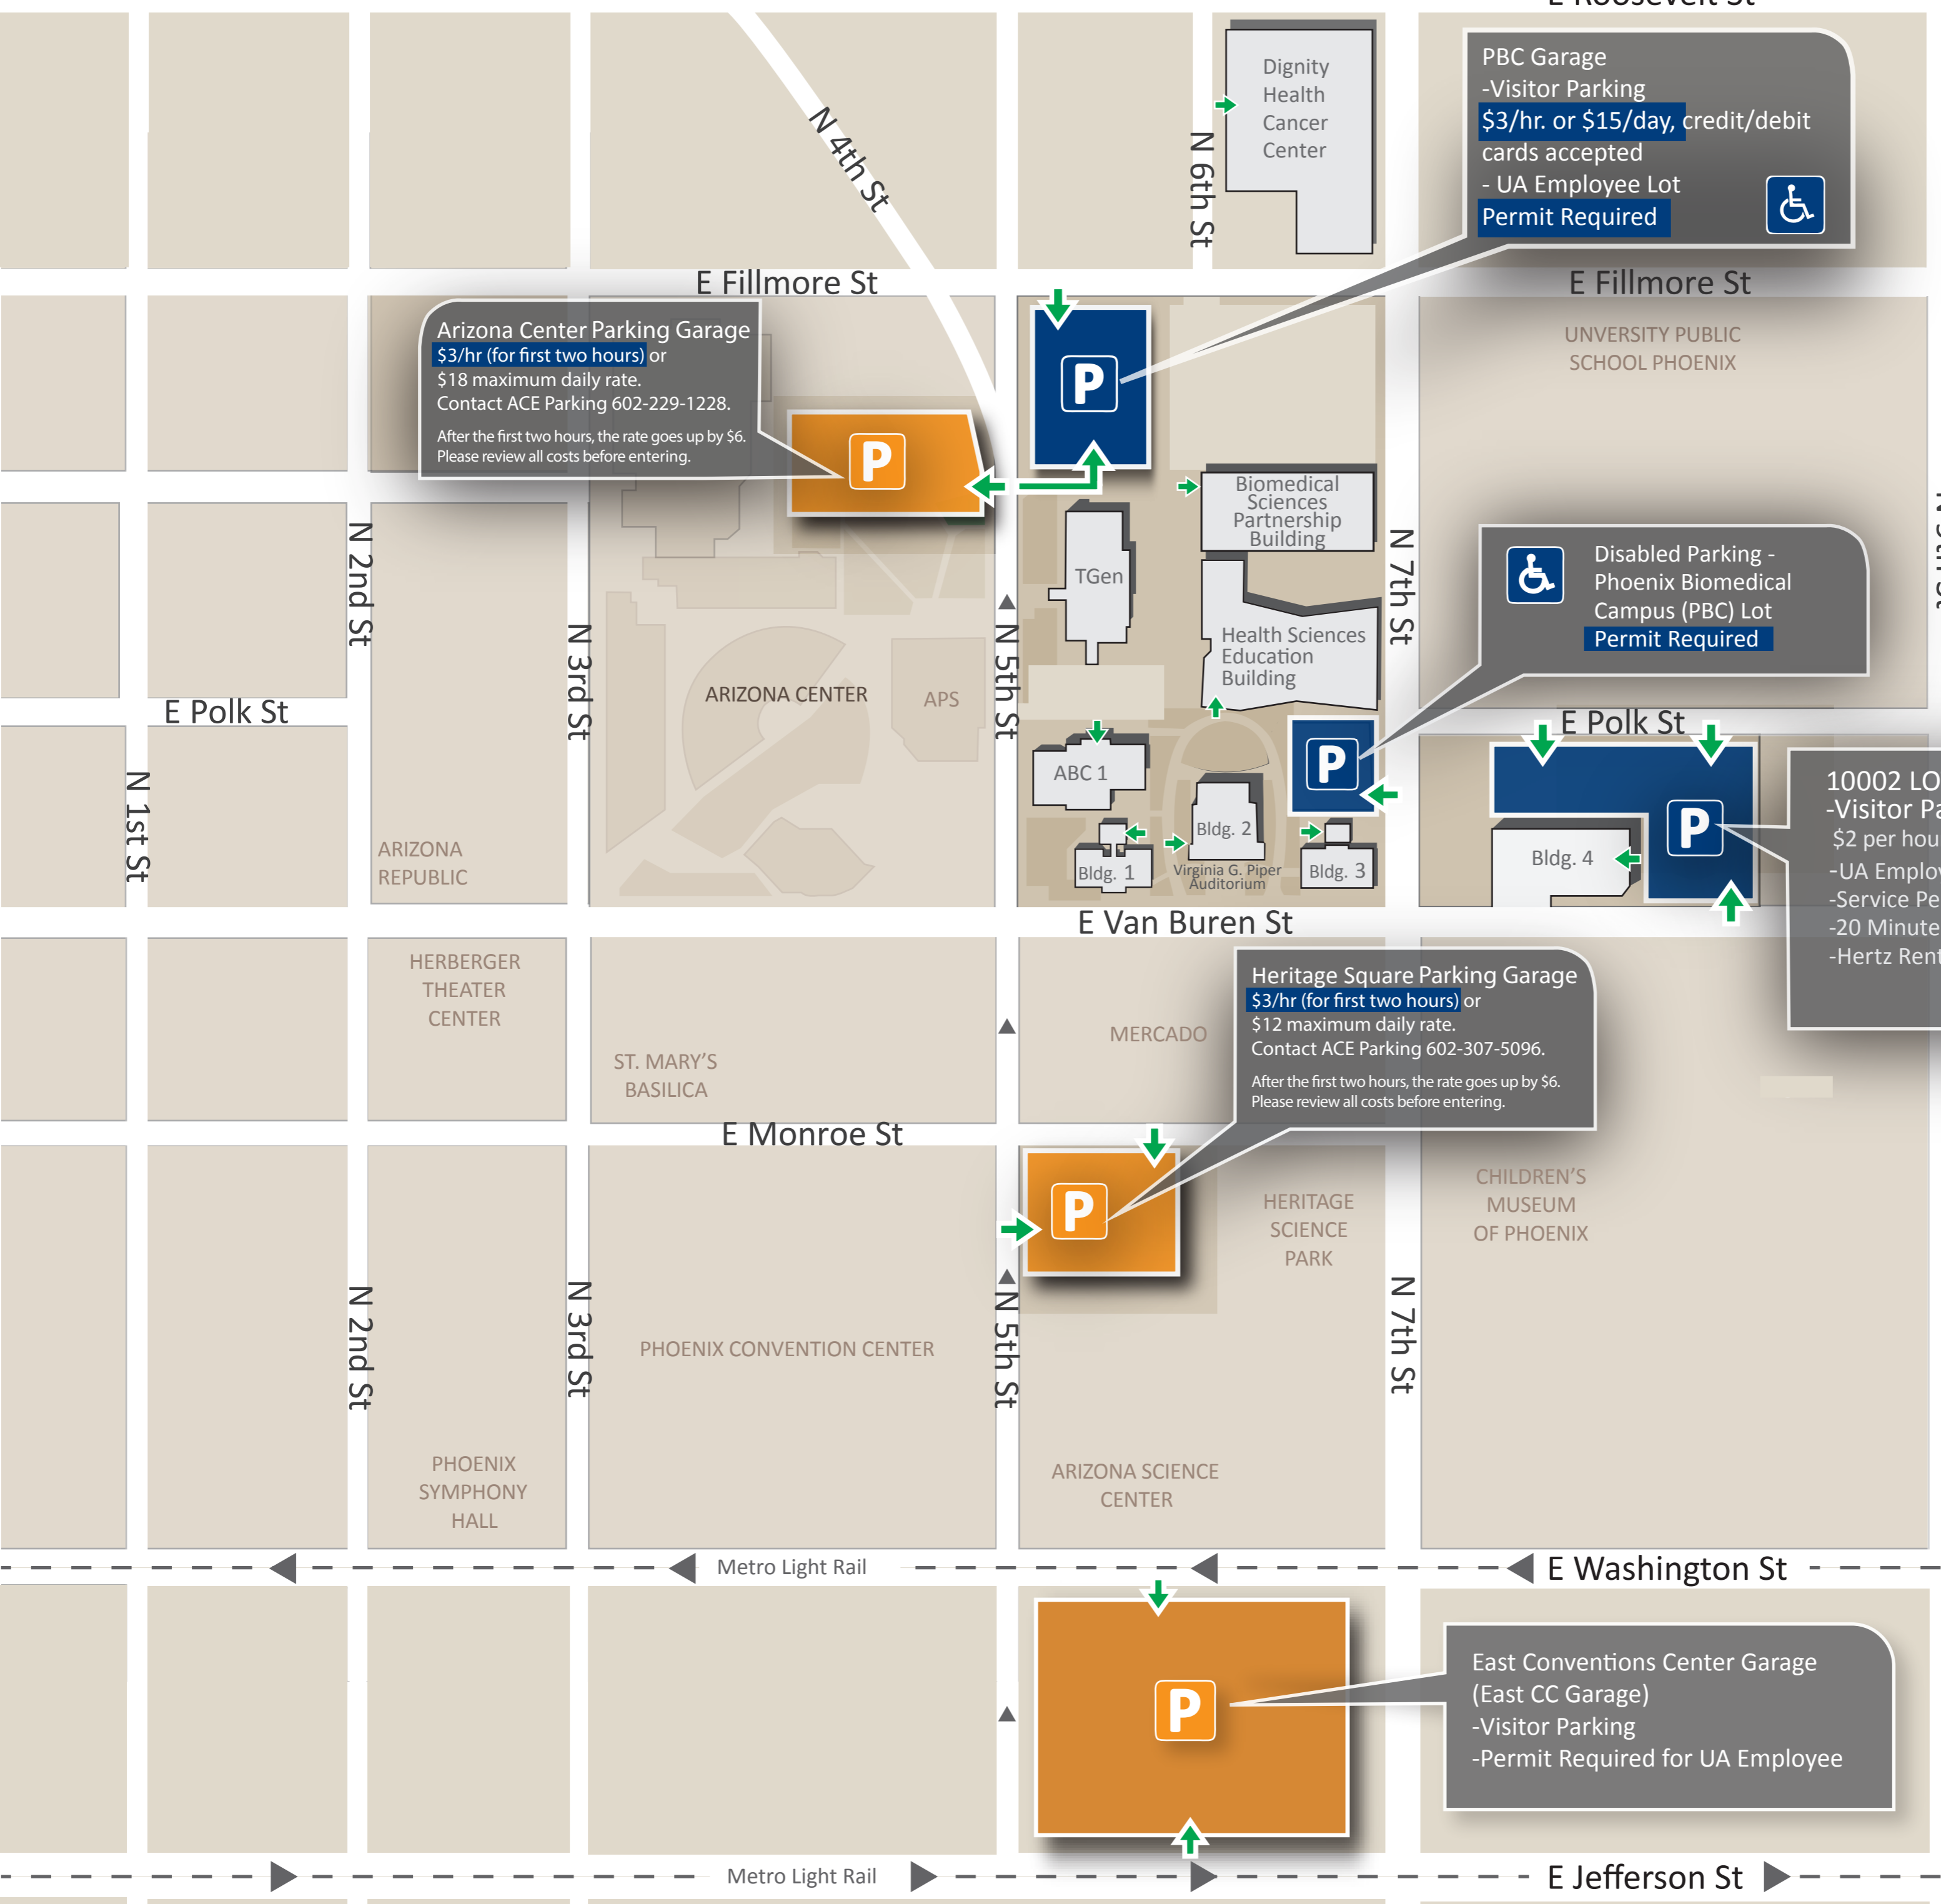 E Roosevelt St
PBC Garage
-Visitor Parking
$3/hr. or $15/day, credit/debit
cards accepted
- UA Employee Lot
Permit Required
Dignity
Health
Cancer
Center
N 4th St
N 6th St
E Fillmore St
E Fillmore St
Arizona Center Parking Garage
$3/hr (for first two hours) or
$18 maximum daily rate.
Contact ACE Parking 602-229-1228.
After the first two hours, the rate goes up by $6.
Please review all costs before entering.
P
P
UNVERSITY PUBLIC
SCHOOL PHOENIX
Biomedical
Sciences
Partnership
Building
N 2nd St
TGen
N 7th St
Disabled Parking -
Phoenix Biomedical
Campus (PBC) Lot
Permit Required
N 3rd St
N 5th St
Health Sciences
Education
Building
ARIZONA CENTER
APS
E Polk St
E Polk St
N 1st St
ABC 1
P
P
10002 LO
-Visitor Pa
$2 per hou
-UA Employ
-Service Pe
-20 Minute
-Hertz Rent
ARIZONA
REPUBLIC
Bldg. 1
Bldg. 2
Virginia G. Piper
Auditorium
Bldg. 3
Bldg. 4
E Van Buren St
HERBERGER
THEATER
CENTER
ST. MARY'S
BASILICA
MERCADO
Heritage Square Parking Garage
$3/hr (for first two hours) or
$12 maximum daily rate.
Contact ACE Parking 602-307-5096.
After the first two hours, the rate goes up by $6.
Please review all costs before entering.
E Monroe St
P
HERITAGE
SCIENCE
PARK
CHILDREN'S
MUSEUM
OF PHOENIX
N 2nd St
N 3rd St
N 5th St
N 7th St
PHOENIX CONVENTION CENTER
PHOENIX
SYMPHONY
HALL
ARIZONA SCIENCE
CENTER
Metro Light Rail
E Washington St
P
East Conventions Center Garage
(East CC Garage)
-Visitor Parking
-Permit Required for UA Employee
Metro Light Rail
E Jefferson St